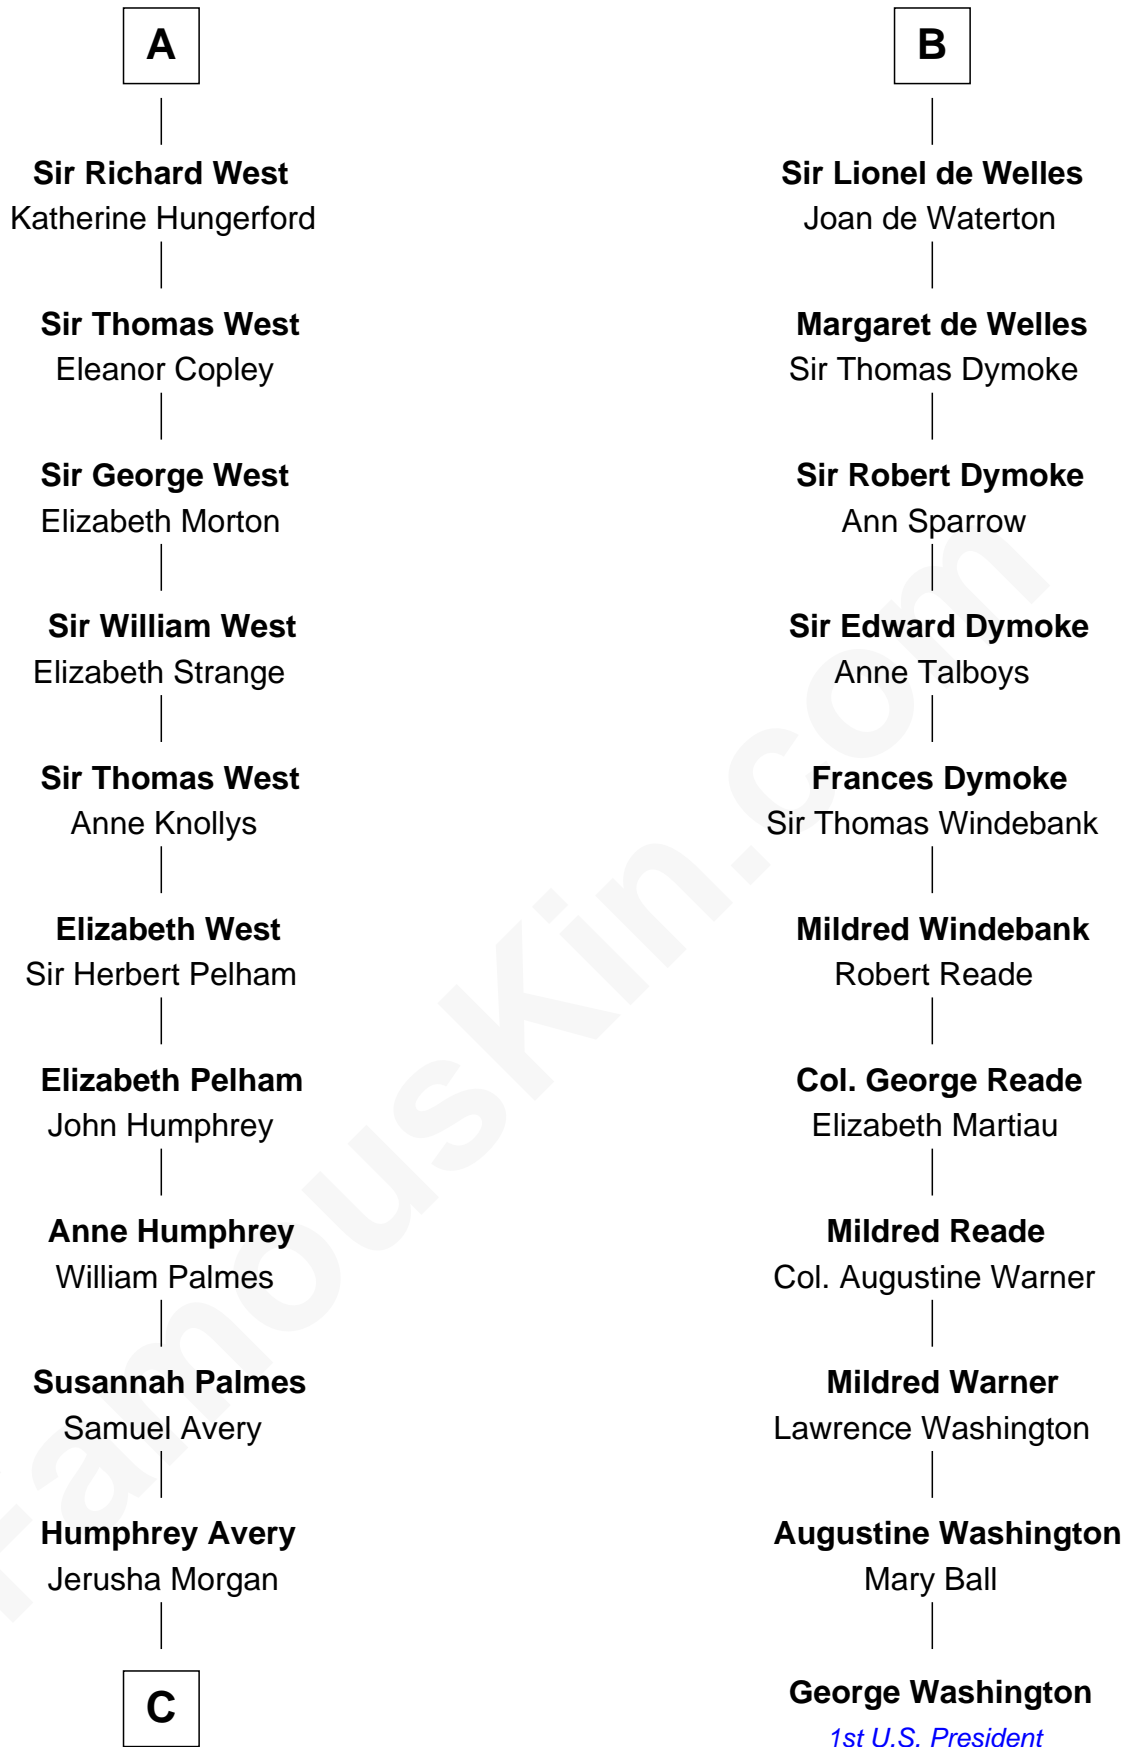 A
Sir Richard West
Katherine Hungerford
Sir Thomas West
Eleanor Copley
Sir George West
Elizabeth Morton
Sir William West
Elizabeth Strange
Sir Thomas West
Anne Knollys
Elizabeth West
Sir Herbert Pelham
Elizabeth Pelham
John Humphrey
Anne Humphrey
William Palmes
Susannah Palmes
Samuel Avery
Humphrey Avery
Jerusha Morgan
C
B
Sir Lionel de Welles
Joan de Waterton
Margaret de Welles
Sir Thomas Dymoke
Sir Robert Dymoke
Ann Sparrow
Sir Edward Dymoke
Anne Talboys
Frances Dymoke
Sir Thomas Windebank
Mildred Windebank
Robert Reade
Col. George Reade
Elizabeth Martiau
Mildred Reade
Col. Augustine Warner
Mildred Warner
Lawrence Washington
Augustine Washington
Mary Ball
George Washington
1st U.S. President
FamousKin.com